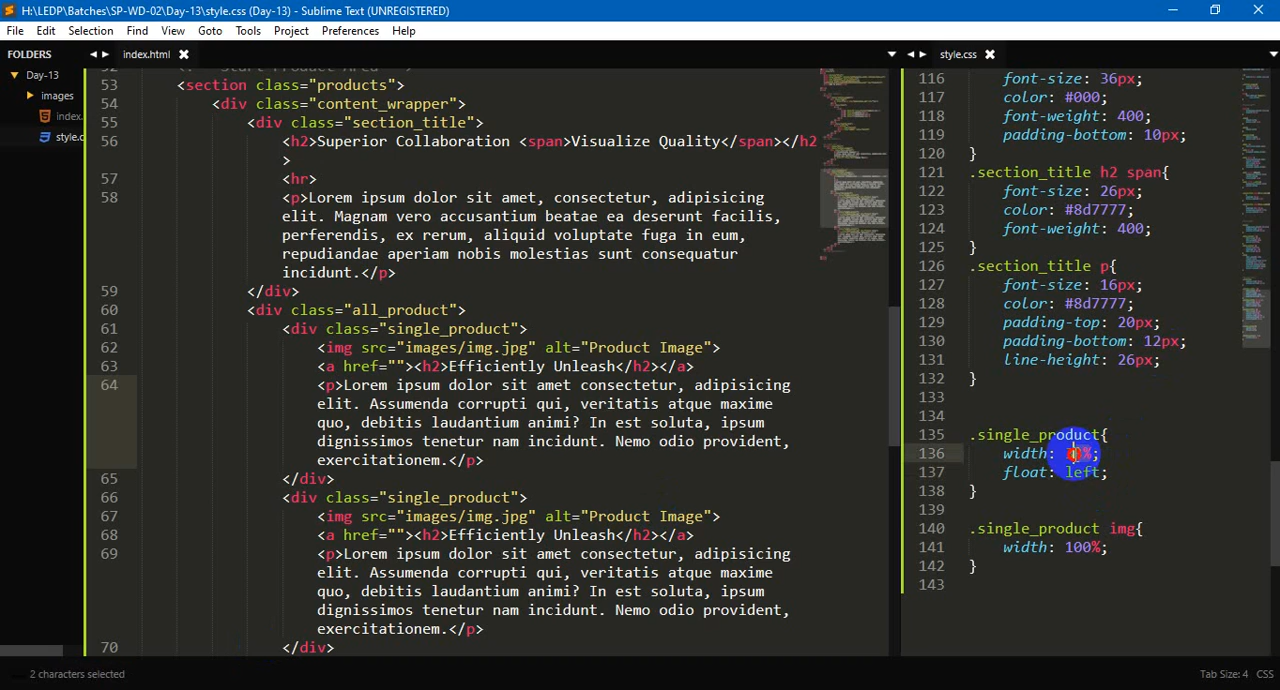 H:\LEDP\Batches\SP-WD-02\Day-13\style.css (Day-13) - Sublime Text (UNREGISTERED)
File Edit Selection Find View Goto Tools Project Preferences Help
FOLDERS
Day-13
images
index.
style.c
index.html
<!-- Start Product Area
53 <section class="products">
54 <div class="content_wrapper">
55 <div class="section_title">
56 <h2>Superior Collaboration <span>Visualize Quality</span></h2
>
57 <hr>
58 <p>Lorem ipsum dolor sit amet, consectetur, adipisicing
elit. Magnam vero accusantium beatae ea deserunt facilis,
perferendis, ex rerum, aliquid voluptate fuga in eum,
repudiandae aperiam nobis molestias sunt consequatur
incidunt.</p>
59 </div>
60 <div class="all_product">
61 <div class="single_product">
62 <img src="images/img.jpg" alt="Product Image">
63 <a href=""><h2>Efficiently Unleash</h2></a>
64 <p>Lorem ipsum dolor sit amet consectetur, adipisicing
elit. Assumenda corrupti qui, veritatis atque maxime
quo, debitis laudantium animi? In est soluta, ipsum
dignissimos tenetur nam incidunt. Nemo odio provident,
exercitationem.</p>
65 </div>
66 <div class="single_product">
67 <img src="images/img.jpg" alt="Product Image">
68 <a href=""><h2>Efficiently Unleash</h2></a>
69 <p>Lorem ipsum dolor sit amet consectetur, adipisicing
elit. Assumenda corrupti qui, veritatis atque maxime
quo, debitis laudantium animi? In est soluta, ipsum
dignissimos tenetur nam incidunt. Nemo odio provident,
exercitationem.</p>
70 </div>
style.css
116 font-size: 36px;
117 color: #000;
118 font-weight: 400;
119 padding-bottom: 10px;
120 }
121 .section_title h2 span{
122 font-size: 26px;
123 color: #8d7777;
124 font-weight: 400;
125 }
126 .section_title p{
127 font-size: 16px;
128 color: #8d7777;
129 padding-top: 20px;
130 padding-bottom: 12px;
131 line-height: 26px;
132 }
133
134
135 .single_product{
136 width:
137 float: left;
138 }
139
140 .single_product img{
141 width: 100%;
142 }
143
2 characters selected
Tab Size: 4 CSS